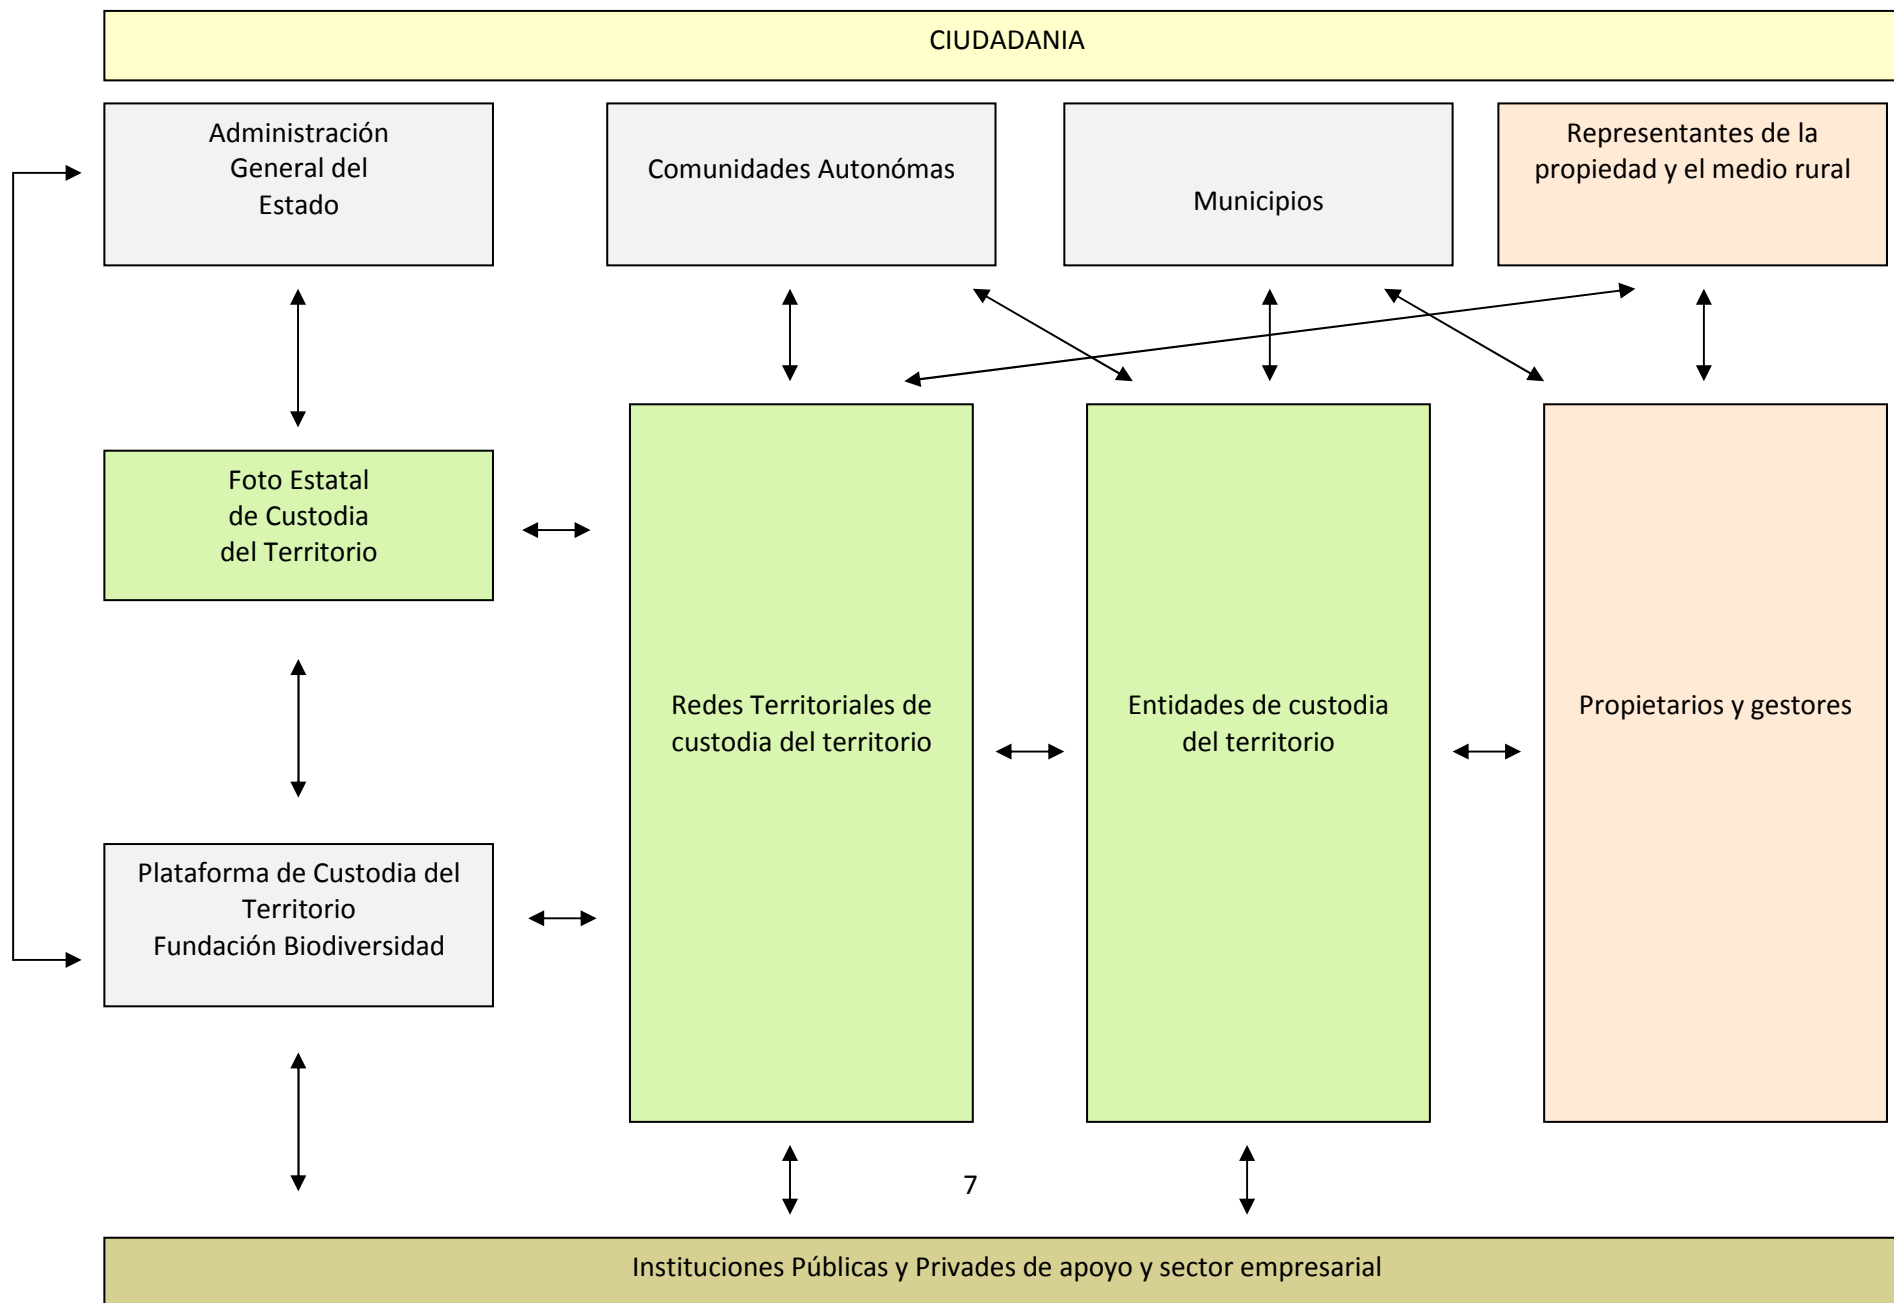 CIUDADANIA
Administración
General del
Estado
Comunidades Autonómas
Municipios
Representantes de la
propiedad y el medio rural
Foto Estatal
de Custodia
del Territorio
Redes Territoriales de
custodia del territorio
Entidades de custodia
del territorio
Propietarios y gestores
Plataforma de Custodia del
Territorio
Fundación Biodiversidad
7
Instituciones Públicas y Privades de apoyo y sector empresarial